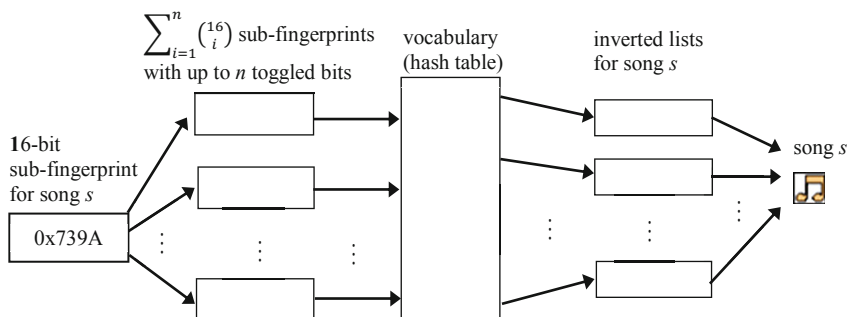 ∑ⁿᵢ₌₁ (16 i) sub-fingerprints
with up to n toggled bits
vocabulary
(hash table)
inverted lists
for song s
16-bit
sub-fingerprint
for song s
0x739A
song s